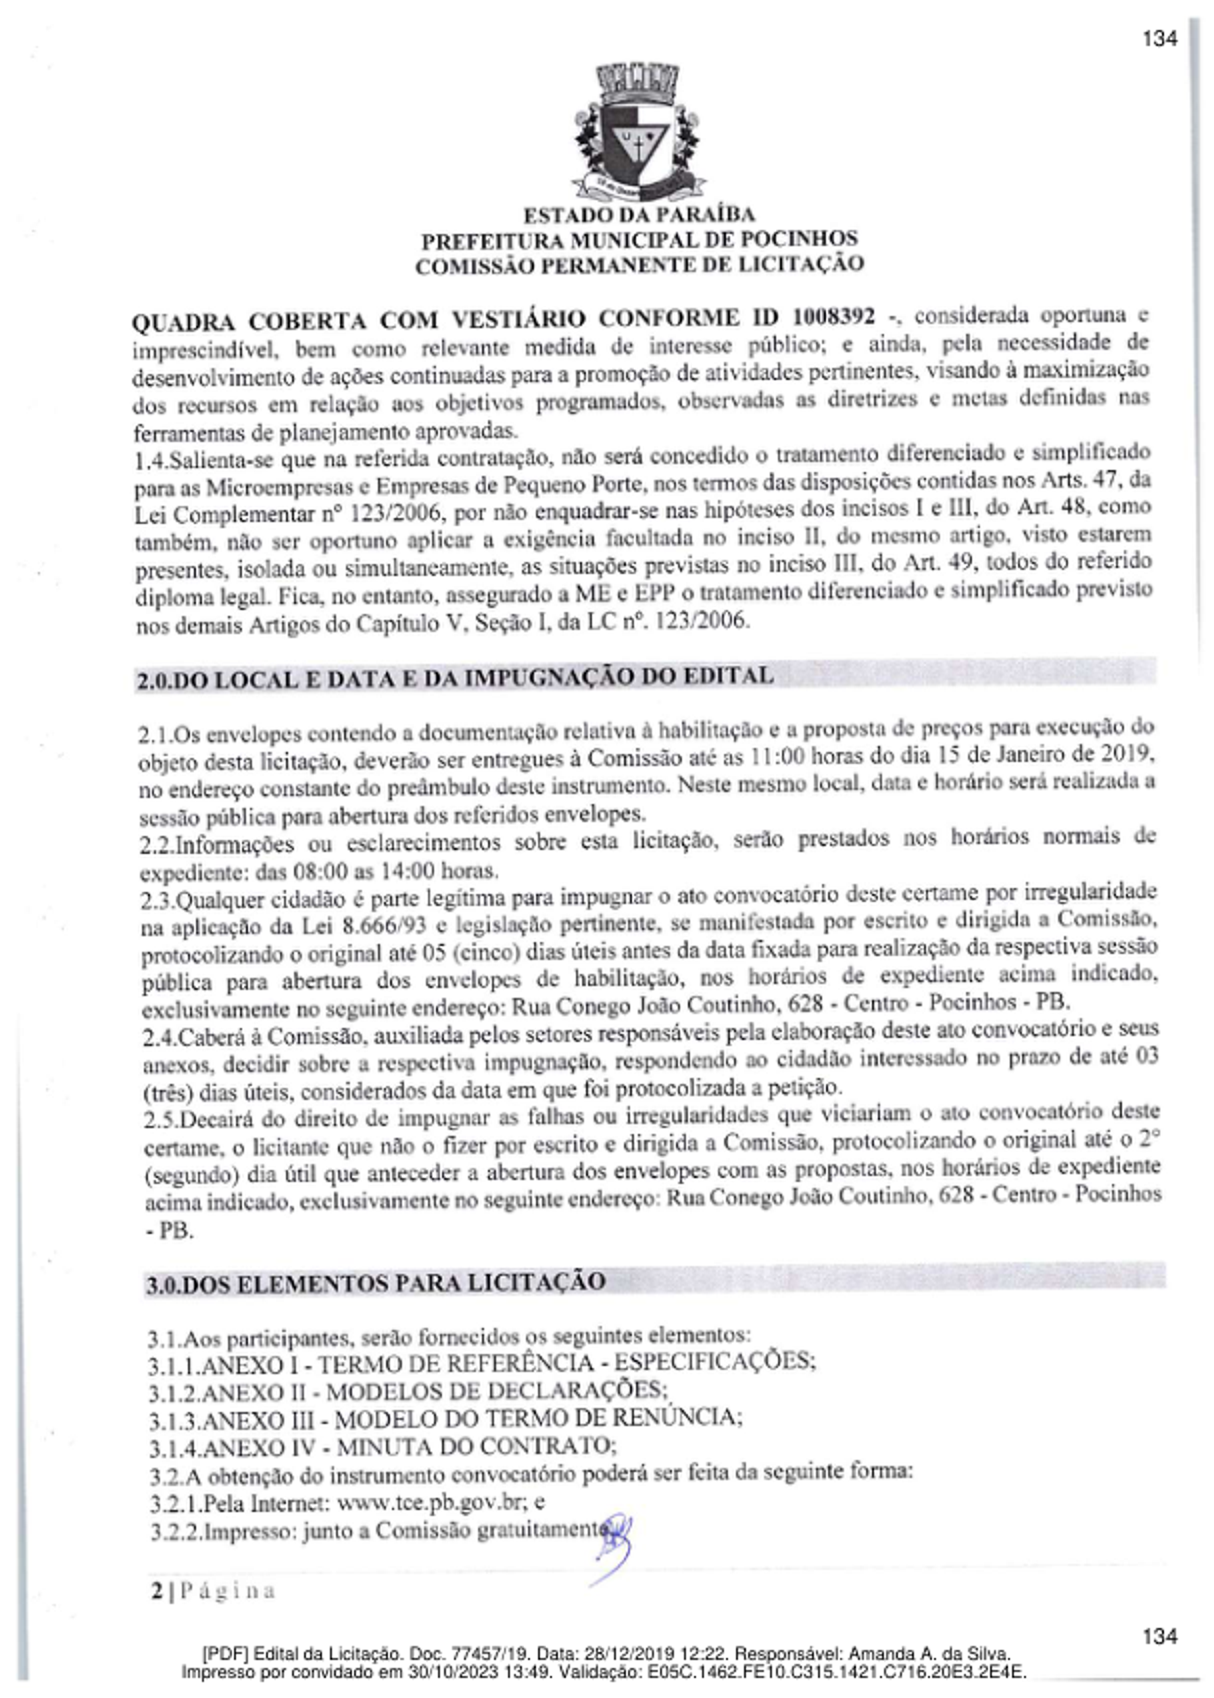 134
ESTADO DA PARAÍBA
PREFEITURA MUNICIPAL DE POCINHOS
COMISSÃO PERMANENTE DE LICITAÇÃO
QUADRA COBERTA COM VESTIÁRIO CONFORME ID 1008392 -, considerada oportuna e
imprescindível, bem como relevante medida de interesse público; e ainda, pela necessidade de
desenvolvimento de ações continuadas para a promoção de atividades pertinentes, visando à maximização
dos recursos em relação aos objetivos programados, observadas as diretrizes e metas definidas nas
ferramentas de planejamento aprovadas.
1.4.Salienta-se que na referida contratação, não será concedido o tratamento diferenciado e simplificado
para as Microempresas e Empresas de Pequeno Porte, nos termos das disposições contidas nos Arts. 47, da
Lei Complementar nº 123/2006, por não enquadrar-se nas hipóteses dos incisos I e III, do Art. 48, como
também, não ser oportuno aplicar a exigência facultada no inciso II, do mesmo artigo, visto estarem
presentes, isolada ou simultaneamente, as situações previstas no inciso III, do Art. 49, todos do referido
diploma legal. Fica, no entanto, assegurado a ME e EPP o tratamento diferenciado e simplificado previsto
nos demais Artigos do Capítulo V, Seção I, da LC nº. 123/2006.
2.0.DO LOCAL E DATA E DA IMPUGNAÇÃO DO EDITAL
2.1.Os envelopes contendo a documentação relativa à habilitação e a proposta de preços para execução do
objeto desta licitação, deverão ser entregues à Comissão até as 11:00 horas do dia 15 de Janeiro de 2019,
no endereço constante do preâmbulo deste instrumento. Neste mesmo local, data e horário será realizada a
sessão pública para abertura dos referidos envelopes.
2.2.Informações ou esclarecimentos sobre esta licitação, serão prestados nos horários normais de
expediente: das 08:00 as 14:00 horas.
2.3.Qualquer cidadão é parte legítima para impugnar o ato convocatório deste certame por irregularidade
na aplicação da Lei 8.666/93 e legislação pertinente, se manifestada por escrito e dirigida a Comissão,
protocolizando o original até 05 (cinco) dias úteis antes da data fixada para realização da respectiva sessão
pública para abertura dos envelopes de habilitação, nos horários de expediente acima indicado,
exclusivamente no seguinte endereço: Rua Conego João Coutinho, 628 - Centro - Pocinhos - PB.
2.4.Caberá à Comissão, auxiliada pelos setores responsáveis pela elaboração deste ato convocatório e seus
anexos, decidir sobre a respectiva impugnação, respondendo ao cidadão interessado no prazo de até 03
(três) dias úteis, considerados da data em que foi protocolizada a petição.
2.5.Decairá do direito de impugnar as falhas ou irregularidades que viciariam o ato convocatório deste
certame, o licitante que não o fizer por escrito e dirigida a Comissão, protocolizando o original até o 2°
(segundo) dia útil que anteceder a abertura dos envelopes com as propostas, nos horários de expediente
acima indicado, exclusivamente no seguinte endereço: Rua Conego João Coutinho, 628 - Centro - Pocinhos
- PB.
3.0.DOS ELEMENTOS PARA LICITAÇÃO
3.1.Aos participantes, serão fornecidos os seguintes elementos:
3.1.1.ANEXO I - TERMO DE REFERÊNCIA - ESPECIFICAÇÕES;
3.1.2.ANEXO II - MODELOS DE DECLARAÇÕES;
3.1.3.ANEXO III - MODELO DO TERMO DE RENÚNCIA;
3.1.4.ANEXO IV - MINUTA DO CONTRATO;
3.2.A obtenção do instrumento convocatório poderá ser feita da seguinte forma:
3.2.1.Pela Internet: www.tce.pb.gov.br; e
3.2.2.Impresso: junto a Comissão gratuitamente
2 | Página
134
[PDF] Edital da Licitação. Doc. 77457/19. Data: 28/12/2019 12:22. Responsável: Amanda A. da Silva.
Impresso por convidado em 30/10/2023 13:49. Validação: E05C.1462.FE10.C315.1421.C716.20E3.2E4E.